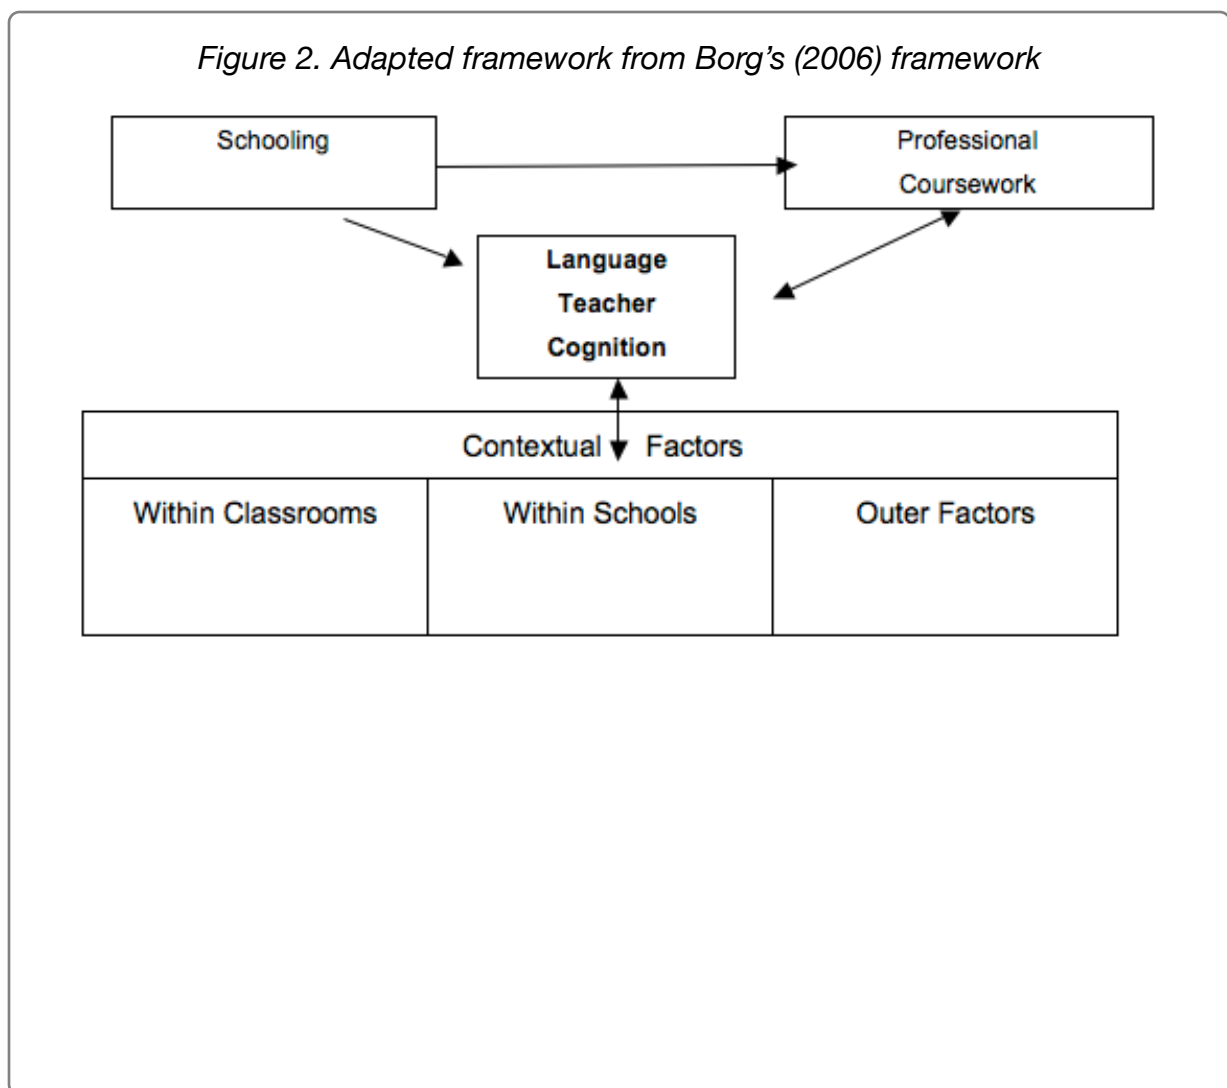 Figure 2. Adapted framework from Borg's (2006) framework
Schooling
Professional
Coursework
Language
Teacher
Cognition
Contextual Factors
Within Classrooms
Within Schools
Outer Factors